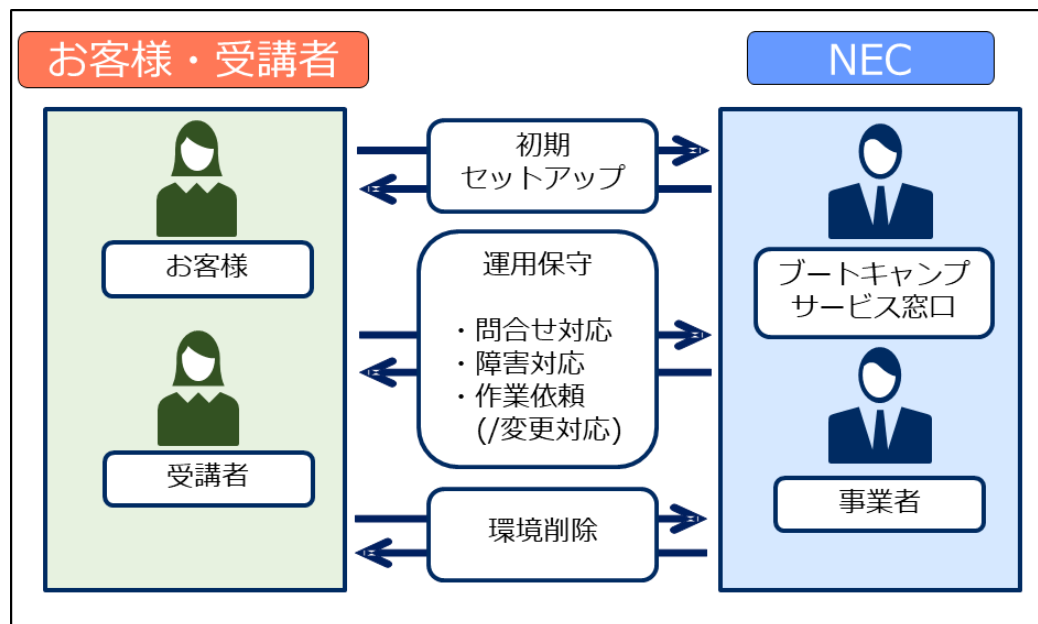 お客様・受講者
NEC
お客様
受講者
初期
セットアップ
運用保守
・問合せ対応
・障害対応
・作業依頼
(/変更対応)
環境削除
ブートキャンプ
サービス窓口
事業者